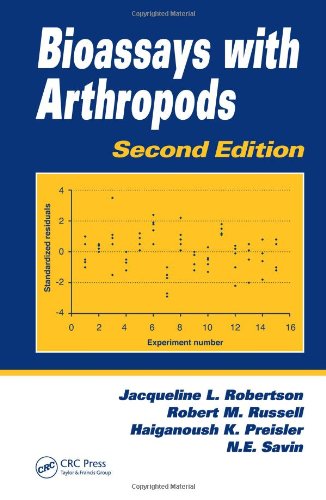 Bioassays with
Arthropods
Second Edition
Standardized residuals
4
2
0
-2
-4
0 2 4 6 8 10 12 14 16
Experiment number
Jacqueline L. Robertson
Robert M. Russell
Haiganoush K. Preisler
N.E. Savin
CRC
CRC Press
Taylor & Francis Group